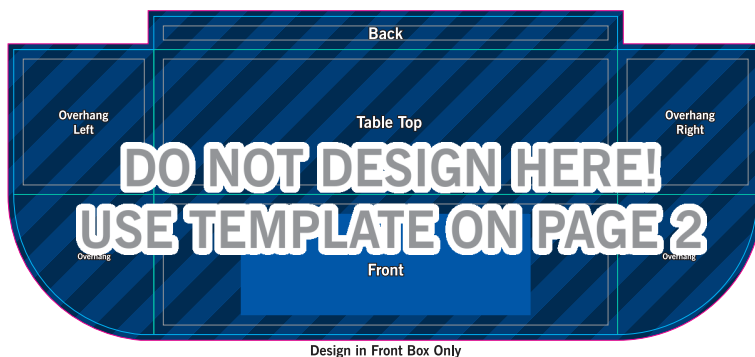 Back
Overhang
Left
Table Top
Overhang
Right
DO NOT DESIGN HERE!
USE TEMPLATE ON PAGE 2
Overhang
Overhang
Front
Design in Front Box Only